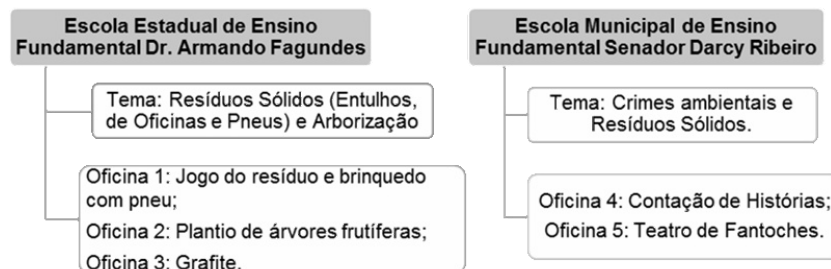 Escola Estadual de Ensino
Fundamental Dr. Armando Fagundes
Tema: Resíduos Sólidos (Entulhos,
de Oficinas e Pneus) e Arborização
Oficina 1: Jogo do resíduo e brinquedo
com pneu;
Oficina 2: Plantio de árvores frutíferas;
Oficina 3: Grafite.
Escola Municipal de Ensino
Fundamental Senador Darcy Ribeiro
Tema: Crimes ambientais e
Resíduos Sólidos.
Oficina 4: Contação de Histórias;
Oficina 5: Teatro de Fantoches.